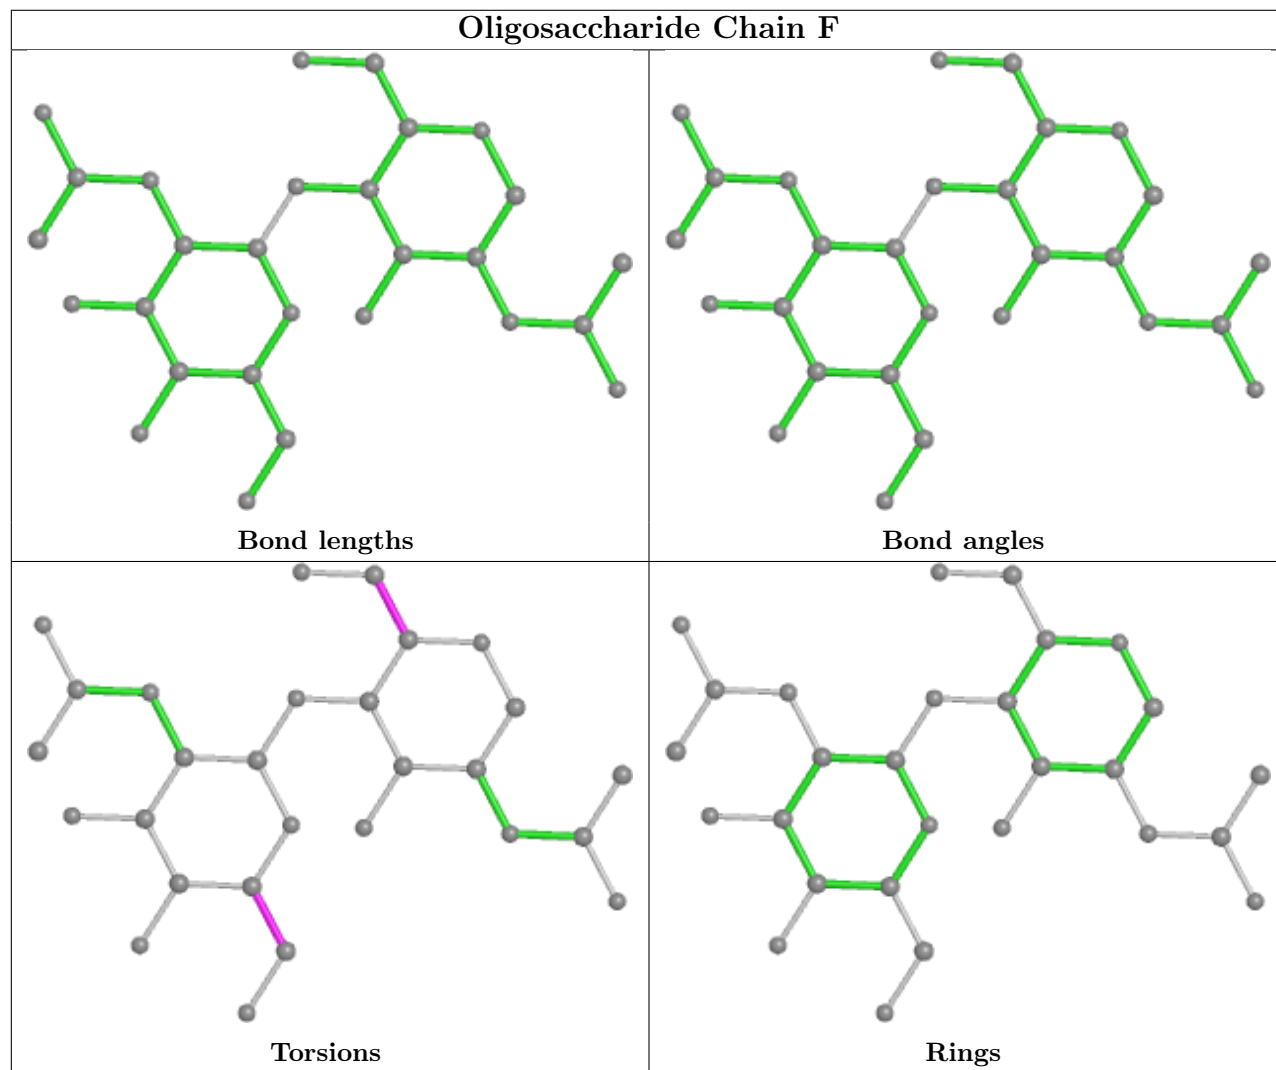 Oligosaccharide Chain F
Bond lengths
Bond angles
Torsions
Rings